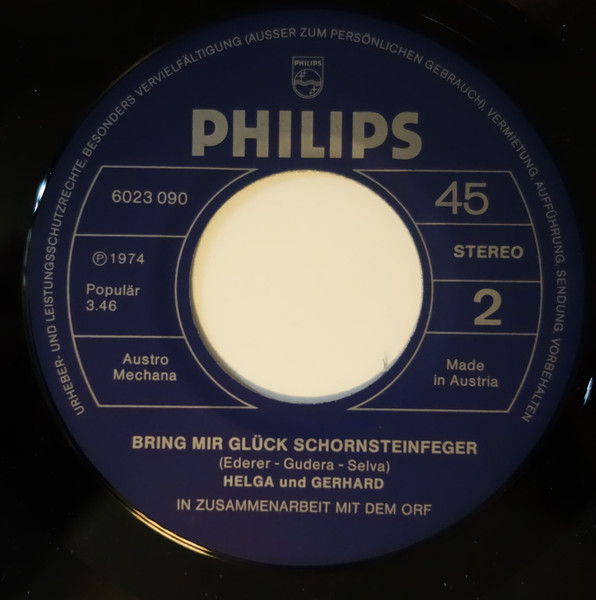 URHEBER- UND LEISTUNGSSCHUTZRECHTE, BESONDERS VERVIELFÄLTIGUNG (AUSSER ZUM PERSÖNLICHEN GEBRAUCH), VERMIETUNG, AUFFÜHRUNG, SENDUNG, VORBEHALTEN
PHILIPS
PHILIPS
6023 090
45
STEREO
Ⓟ 1974
Populär
3.46
2
Austro
Mechana
Made
in Austria
BRING MIR GLÜCK SCHORNSTEINFEGER
(Ederer - Gudera - Selva)
HELGA und GERHARD
IN ZUSAMMENARBEIT MIT DEM ORF